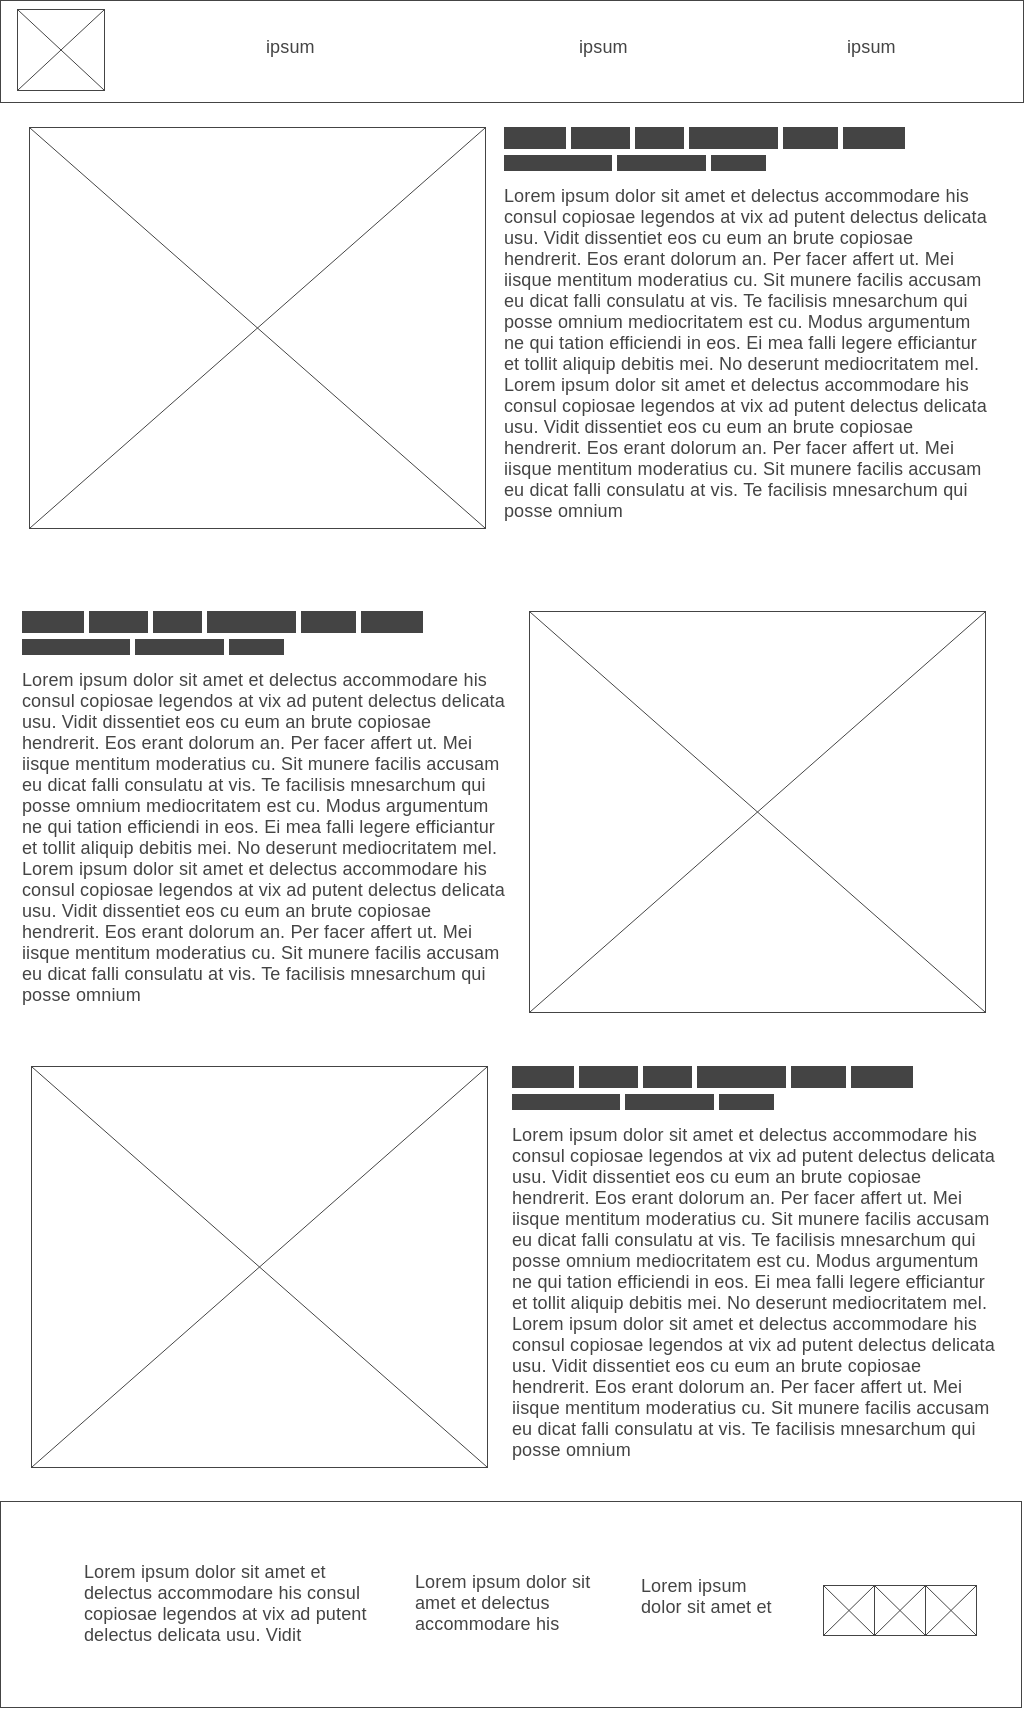 ipsum
ipsum
ipsum
Lorem ipsum dolor sit amet et delectus accommodare his
consul copiosae legendos at vix ad putent delectus delicata
usu. Vidit dissentiet eos cu eum an brute copiosae
hendrerit. Eos erant dolorum an. Per facer affert ut. Mei
iisque mentitum moderatius cu. Sit munere facilis accusam
eu dicat falli consulatu at vis. Te facilisis mnesarchum qui
posse omnium mediocritatem est cu. Modus argumentum
ne qui tation efficiendi in eos. Ei mea falli legere efficiantur
et tollit aliquip debitis mei. No deserunt mediocritatem mel.
Lorem ipsum dolor sit amet et delectus accommodare his
consul copiosae legendos at vix ad putent delectus delicata
usu. Vidit dissentiet eos cu eum an brute copiosae
hendrerit. Eos erant dolorum an. Per facer affert ut. Mei
iisque mentitum moderatius cu. Sit munere facilis accusam
eu dicat falli consulatu at vis. Te facilisis mnesarchum qui
posse omnium
Lorem ipsum dolor sit amet et delectus accommodare his
consul copiosae legendos at vix ad putent delectus delicata
usu. Vidit dissentiet eos cu eum an brute copiosae
hendrerit. Eos erant dolorum an. Per facer affert ut. Mei
iisque mentitum moderatius cu. Sit munere facilis accusam
eu dicat falli consulatu at vis. Te facilisis mnesarchum qui
posse omnium mediocritatem est cu. Modus argumentum
ne qui tation efficiendi in eos. Ei mea falli legere efficiantur
et tollit aliquip debitis mei. No deserunt mediocritatem mel.
Lorem ipsum dolor sit amet et delectus accommodare his
consul copiosae legendos at vix ad putent delectus delicata
usu. Vidit dissentiet eos cu eum an brute copiosae
hendrerit. Eos erant dolorum an. Per facer affert ut. Mei
iisque mentitum moderatius cu. Sit munere facilis accusam
eu dicat falli consulatu at vis. Te facilisis mnesarchum qui
posse omnium
Lorem ipsum dolor sit amet et delectus accommodare his
consul copiosae legendos at vix ad putent delectus delicata
usu. Vidit dissentiet eos cu eum an brute copiosae
hendrerit. Eos erant dolorum an. Per facer affert ut. Mei
iisque mentitum moderatius cu. Sit munere facilis accusam
eu dicat falli consulatu at vis. Te facilisis mnesarchum qui
posse omnium mediocritatem est cu. Modus argumentum
ne qui tation efficiendi in eos. Ei mea falli legere efficiantur
et tollit aliquip debitis mei. No deserunt mediocritatem mel.
Lorem ipsum dolor sit amet et delectus accommodare his
consul copiosae legendos at vix ad putent delectus delicata
usu. Vidit dissentiet eos cu eum an brute copiosae
hendrerit. Eos erant dolorum an. Per facer affert ut. Mei
iisque mentitum moderatius cu. Sit munere facilis accusam
eu dicat falli consulatu at vis. Te facilisis mnesarchum qui
posse omnium
Lorem ipsum dolor sit amet et
delectus accommodare his consul
copiosae legendos at vix ad putent
delectus delicata usu. Vidit
Lorem ipsum dolor sit
amet et delectus
accommodare his
Lorem ipsum
dolor sit amet et